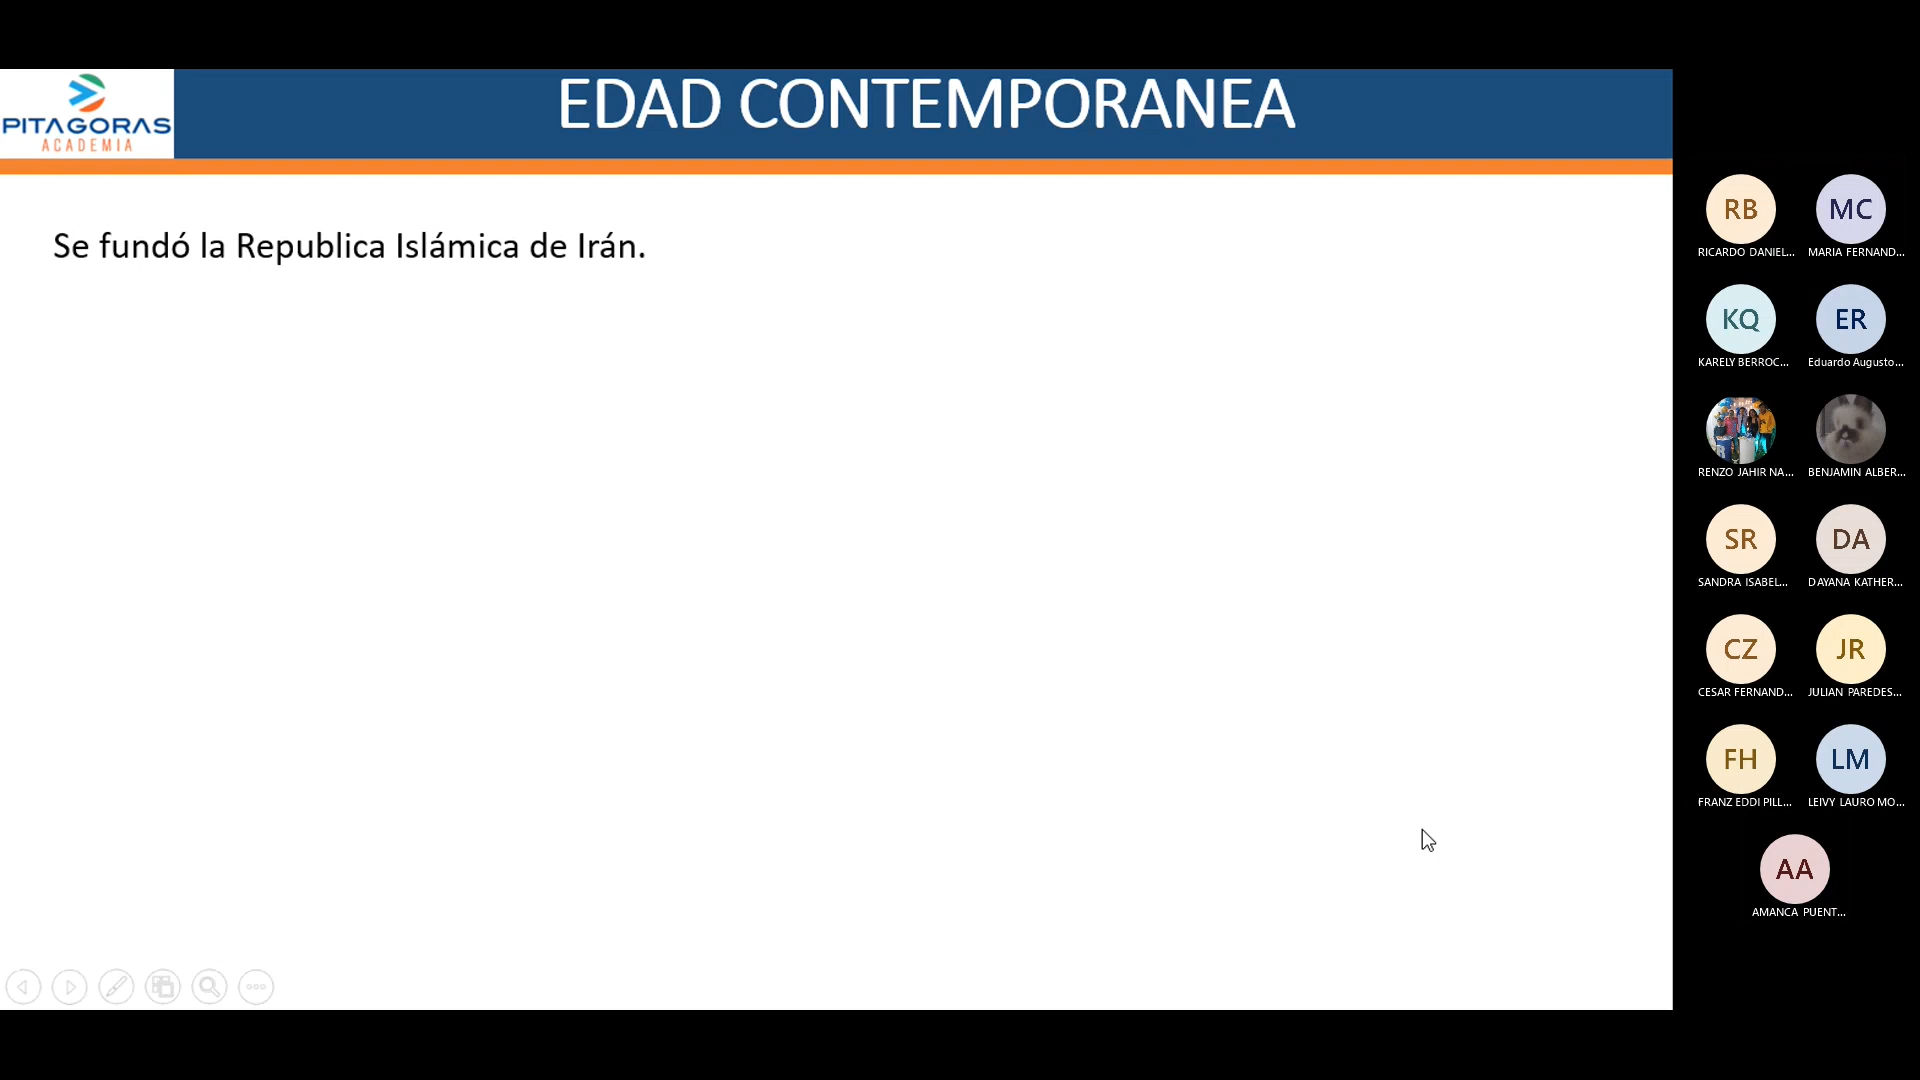 PITAGORAS
ACADEMIA
EDAD CONTEMPORANEA
Se fundó la Republica Islámica de Irán.
RB
MC
RICARDO DANIEL...
MARIA FERNAND...
KQ
ER
KARELY BERROC...
Eduardo Augusto...
RENZO JAHIR NA...
BENJAMIN ALBER...
SR
DA
SANDRA ISABEL...
DAYANA KATHER...
CZ
JR
CESAR FERNAND...
JULIAN PAREDES...
FH
LM
FRANZ EDDI PILL...
LEIVY LAURO MO...
AA
AMANCA PUENT...